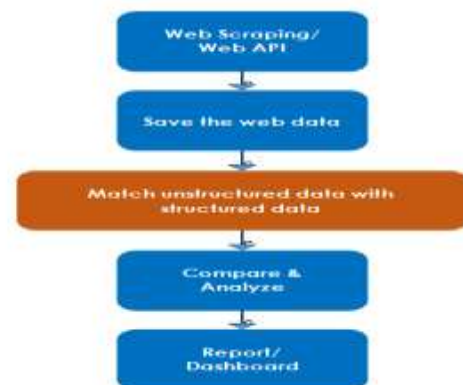 Web Scraping/
Web API
Save the web data
Match unstructured data with
structured data
Compare &
Analyze
Report/
Dashboard